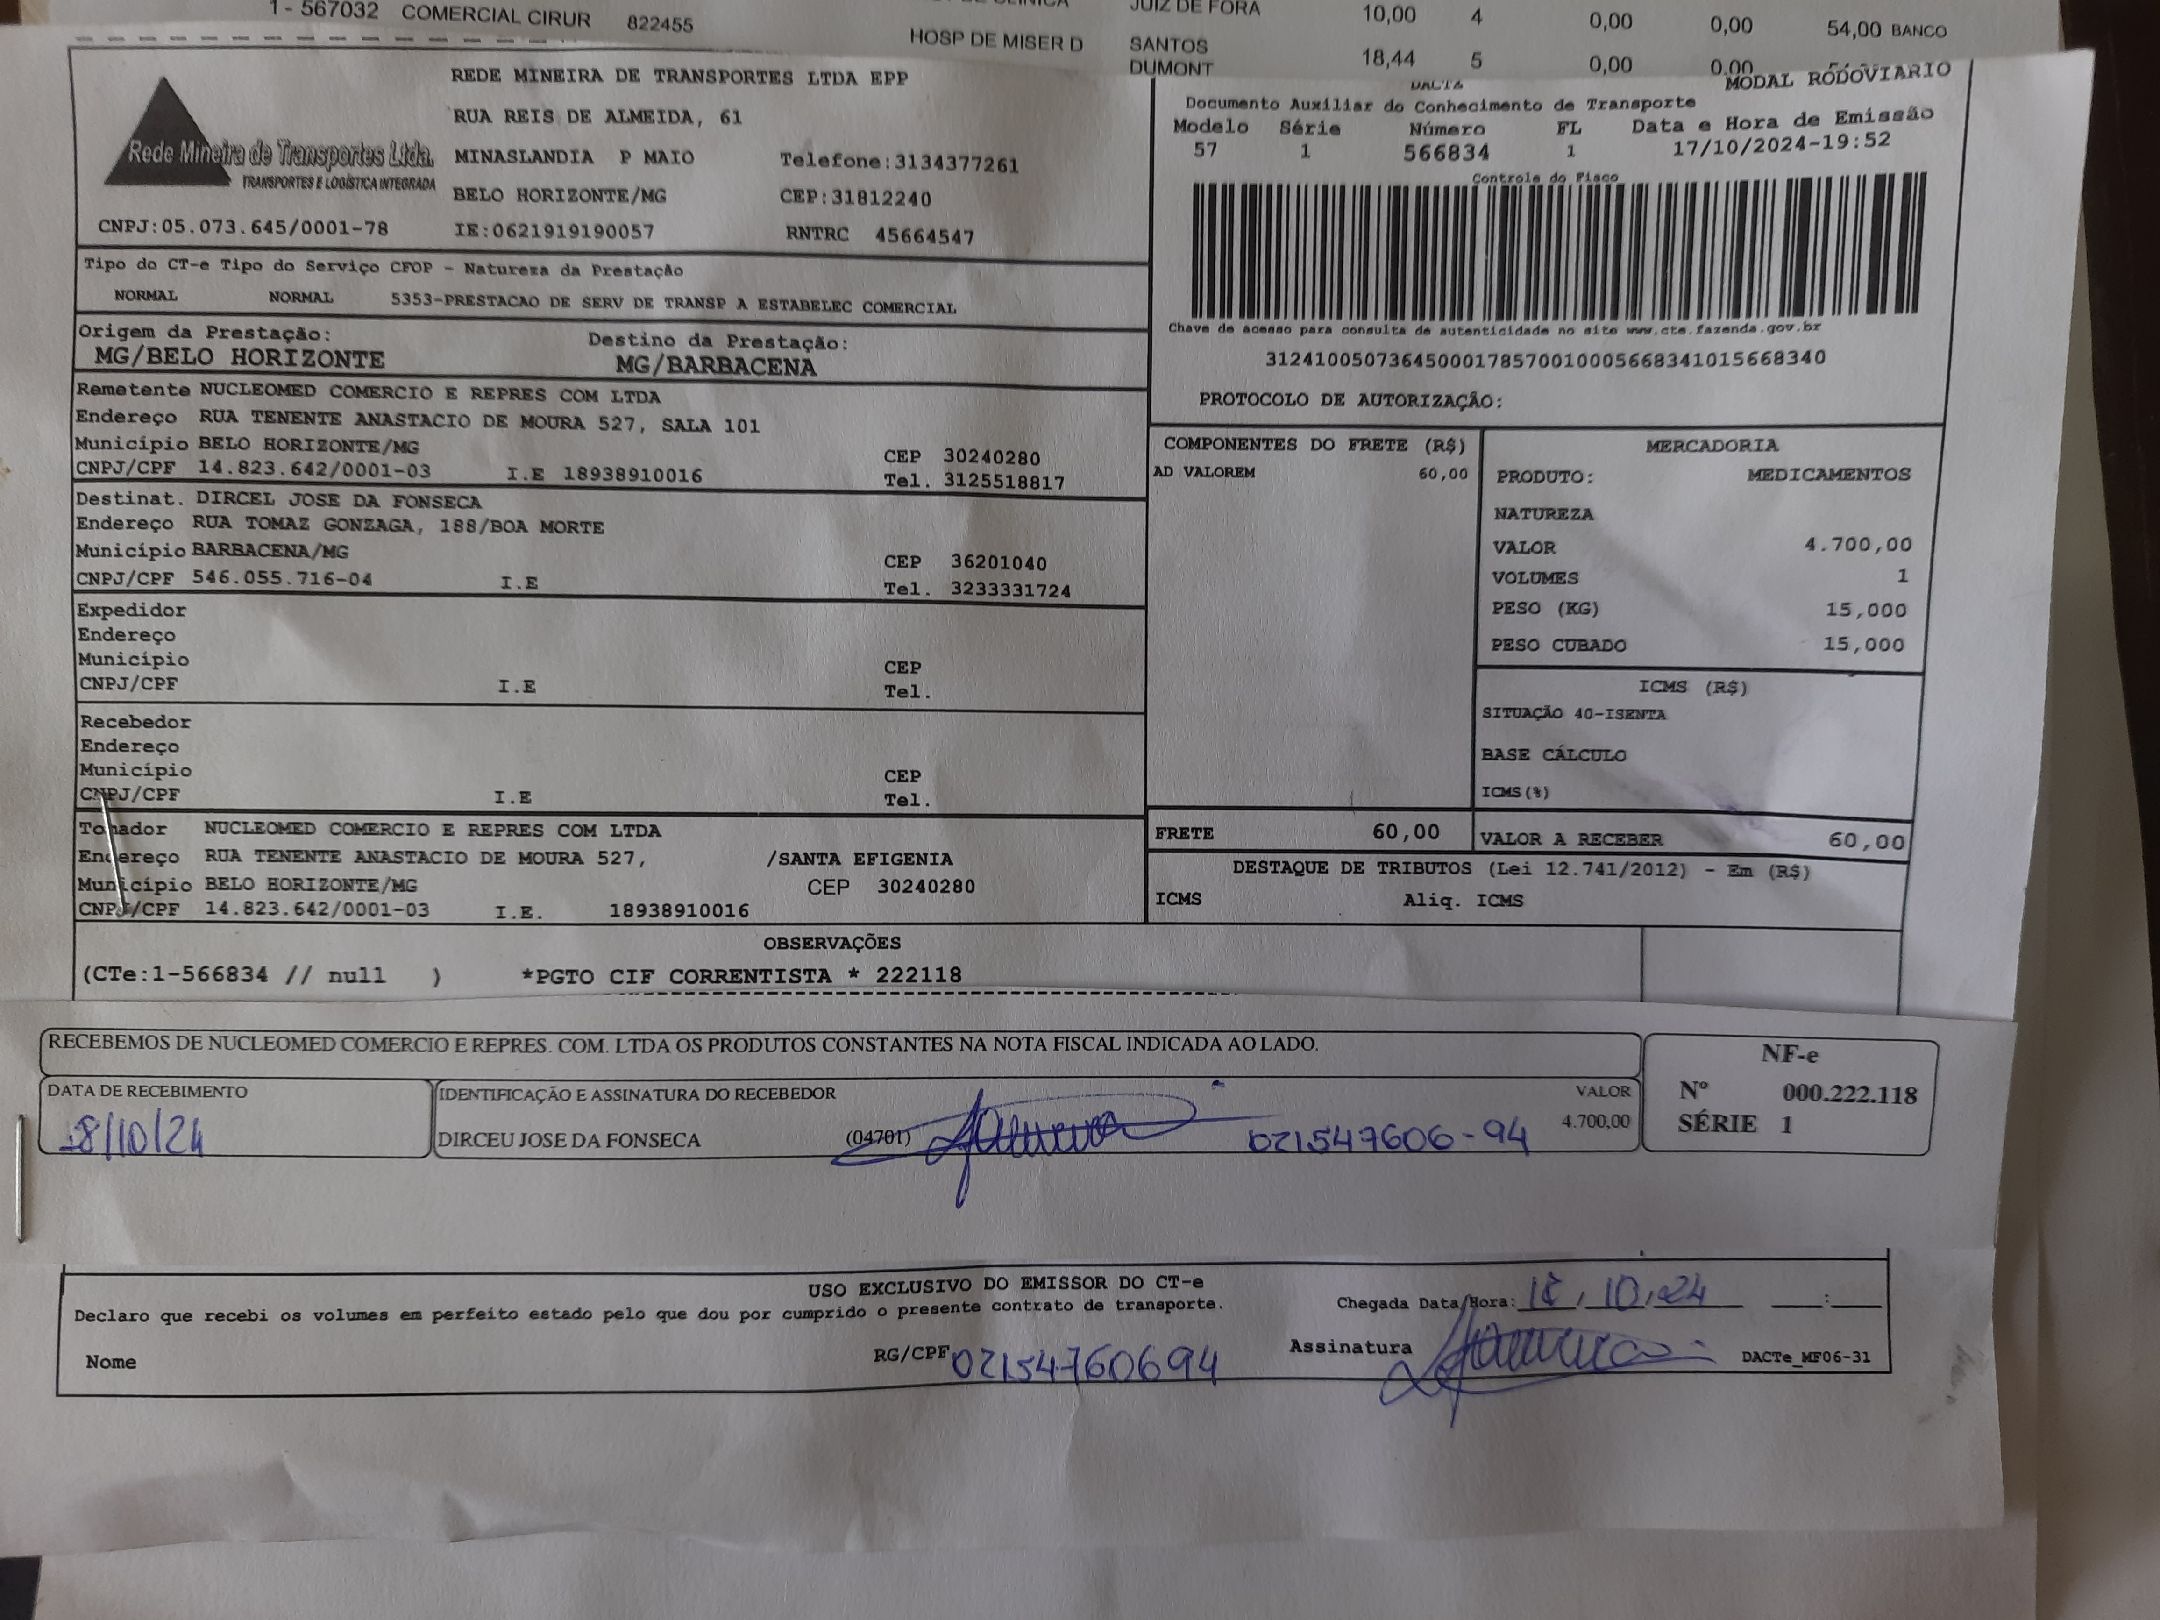 1- 567032 COMERCIAL CIRUR 822455
JUIZ DE FORA 10,00 4 0,00 0,00 54,00 BANCO
HOSP DE MISER D SANTOS DUMONT 18,44 5 0,00 0,00
REDE MINEIRA DE TRANSPORTES LTDA EPP
RUA REIS DE ALMEIDA, 61
Rede Mineira de Transportes Ltda.
TRANSPORTES E LOGÍSTICA INTEGRADA
MINASLANDIA P MAIO Telefone:3134377261
BELO HORIZONTE/MG CEP:31812240
CNPJ:05.073.645/0001-78 IE:0621919190057 RNTRC 45664547
DACTE MODAL RODOVIARIO
Documento Auxiliar do Conhecimento de Transporte
Modelo Série Número FL Data e Hora de Emissão
57 1 566834 1 17/10/2024-19:52
Controle do Fisco
Chave de acesso para consulta de autenticidade no site www.cte.fazenda.gov.br
31241005073645000178570010005668341015668340
PROTOCOLO DE AUTORIZAÇÃO:
Tipo do CT-e Tipo do Serviço CFOP - Natureza da Prestação
NORMAL NORMAL 5353-PRESTACAO DE SERV DE TRANSP A ESTABELEC COMERCIAL
Origem da Prestação: Destino da Prestação:
MG/BELO HORIZONTE MG/BARBACENA
Remetente NUCLEOMED COMERCIO E REPRES COM LTDA
Endereço RUA TENENTE ANASTACIO DE MOURA 527, SALA 101
Município BELO HORIZONTE/MG CEP 30240280
CNPJ/CPF 14.823.642/0001-03 I.E 18938910016 Tel. 3125518817
Destinat. DIRCEL JOSE DA FONSECA
Endereço RUA TOMAZ GONZAGA, 188/BOA MORTE
Município BARBACENA/MG CEP 36201040
CNPJ/CPF 546.055.716-04 I.E Tel. 3233331724
Expedidor
Endereço
Município CEP
CNPJ/CPF I.E Tel.
Recebedor
Endereço
Município CEP
CNPJ/CPF I.E Tel.
Tomador NUCLEOMED COMERCIO E REPRES COM LTDA
Endereço RUA TENENTE ANASTACIO DE MOURA 527, /SANTA EFIGENIA
Município BELO HORIZONTE/MG CEP 30240280
CNPJ/CPF 14.823.642/0001-03 I.E. 18938910016
COMPONENTES DO FRETE (R$)
AD VALOREM 60,00
MERCADORIA
PRODUTO: MEDICAMENTOS
NATUREZA
VALOR 4.700,00
VOLUMES 1
PESO (KG) 15,000
PESO CUBADO 15,000
ICMS (R$)
SITUAÇÃO 40-ISENTA
BASE CÁLCULO
ICMS(%)
FRETE 60,00 VALOR A RECEBER 60,00
DESTAQUE DE TRIBUTOS (Lei 12.741/2012) - Em (R$)
ICMS Aliq. ICMS
OBSERVAÇÕES
(CTe:1-566834 // null ) *PGTO CIF CORRENTISTA * 222118
RECEBEMOS DE NUCLEOMED COMERCIO E REPRES. COM. LTDA OS PRODUTOS CONSTANTES NA NOTA FISCAL INDICADA AO LADO.
DATA DE RECEBIMENTO IDENTIFICAÇÃO E ASSINATURA DO RECEBEDOR VALOR
18/10/24 DIRCEU JOSE DA FONSECA (04701) 021547606-94 4.700,00
NF-e
Nº 000.222.118
SÉRIE 1
USO EXCLUSIVO DO EMISSOR DO CT-e
Declaro que recebi os volumes em perfeito estado pelo que dou por cumprido o presente contrato de transporte. Chegada Data/Hora: 18/10/24 :
Nome RG/CPF 02154760694 Assinatura DACTe_MF06-31